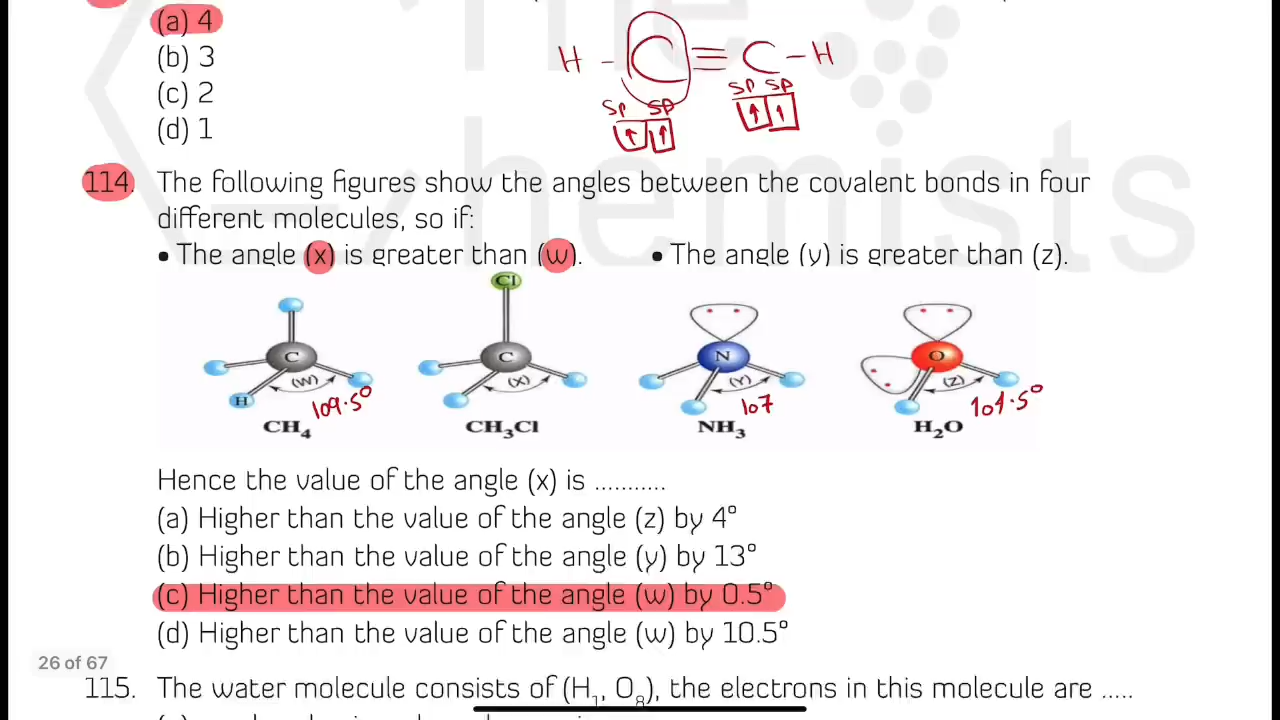 (a) 4
(b) 3
(c) 2
(d) 1
H - C ≡ C - H
sp sp
sp sp
114. The following figures show the angles between the covalent bonds in four
different molecules, so if:
• The angle (x) is greater than (w). • The angle (y) is greater than (z).
Cl
C C N O
(W) (X) (Y) (Z)
H
109.5° 107 104.5°
CH₄ CH₃Cl NH₃ H₂O
Hence the value of the angle (x) is ...........
(a) Higher than the value of the angle (z) by 4°
(b) Higher than the value of the angle (y) by 13°
(c) Higher than the value of the angle (w) by 0.5°
(d) Higher than the value of the angle (w) by 10.5°
26 of 67
115. The water molecule consists of (H₁, O₈), the electrons in this molecule are .....